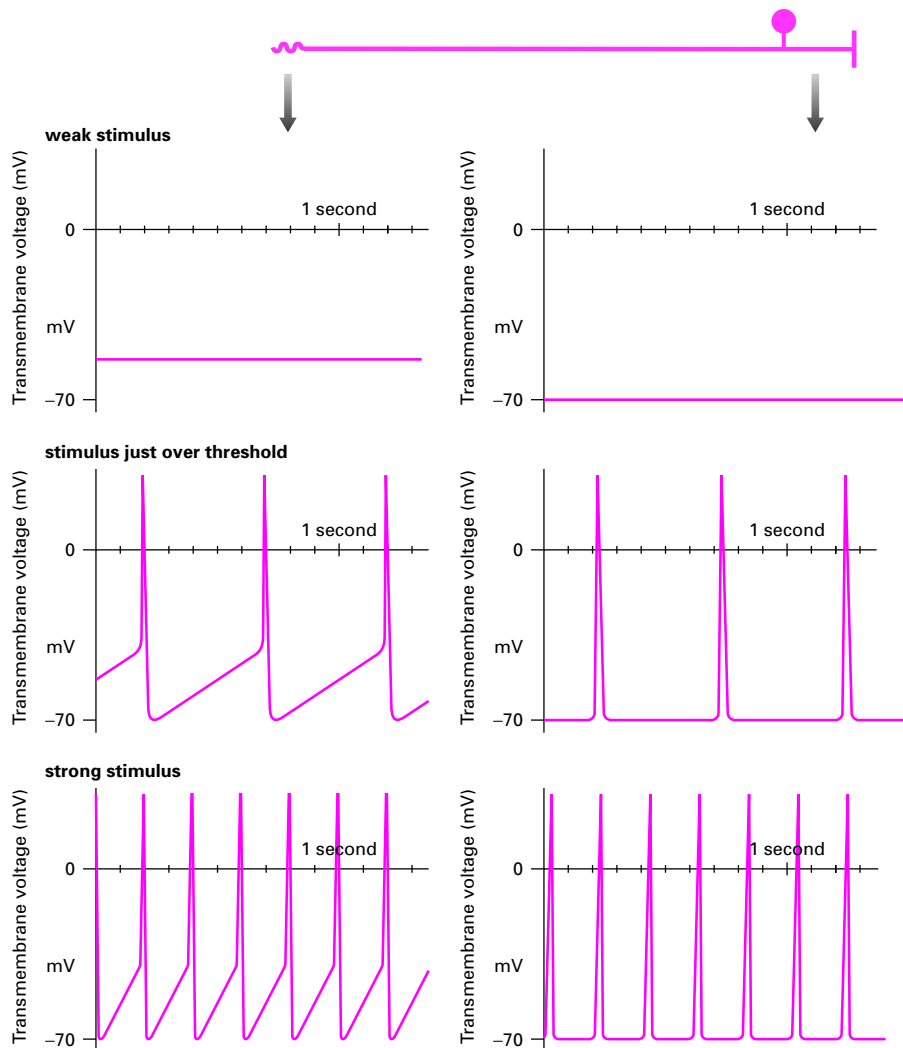 weak stimulus
Transmembrane voltage (mV)
1 second
0
mV
–70
Transmembrane voltage (mV)
1 second
0
mV
–70
stimulus just over threshold
Transmembrane voltage (mV)
1 second
0
mV
–70
Transmembrane voltage (mV)
1 second
0
mV
–70
strong stimulus
Transmembrane voltage (mV)
1 second
0
mV
–70
Transmembrane voltage (mV)
1 second
0
mV
–70